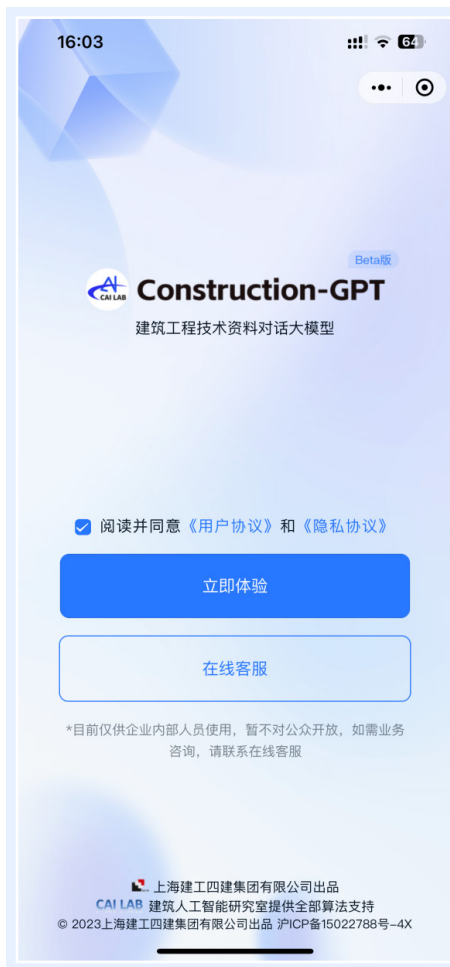 16:03
64
Beta版
AI
CAI LAB
Construction-GPT
建筑工程技术资料对话大模型
阅读并同意《用户协议》和《隐私协议》
立即体验
在线客服
*目前仅供企业内部人员使用，暂不对公众开放，如需业务
咨询，请联系在线客服
上海建工四建集团有限公司出品
CAI LAB 建筑人工智能研究室提供全部算法支持
© 2023上海建工四建集团有限公司出品 沪ICP备15022788号-4X